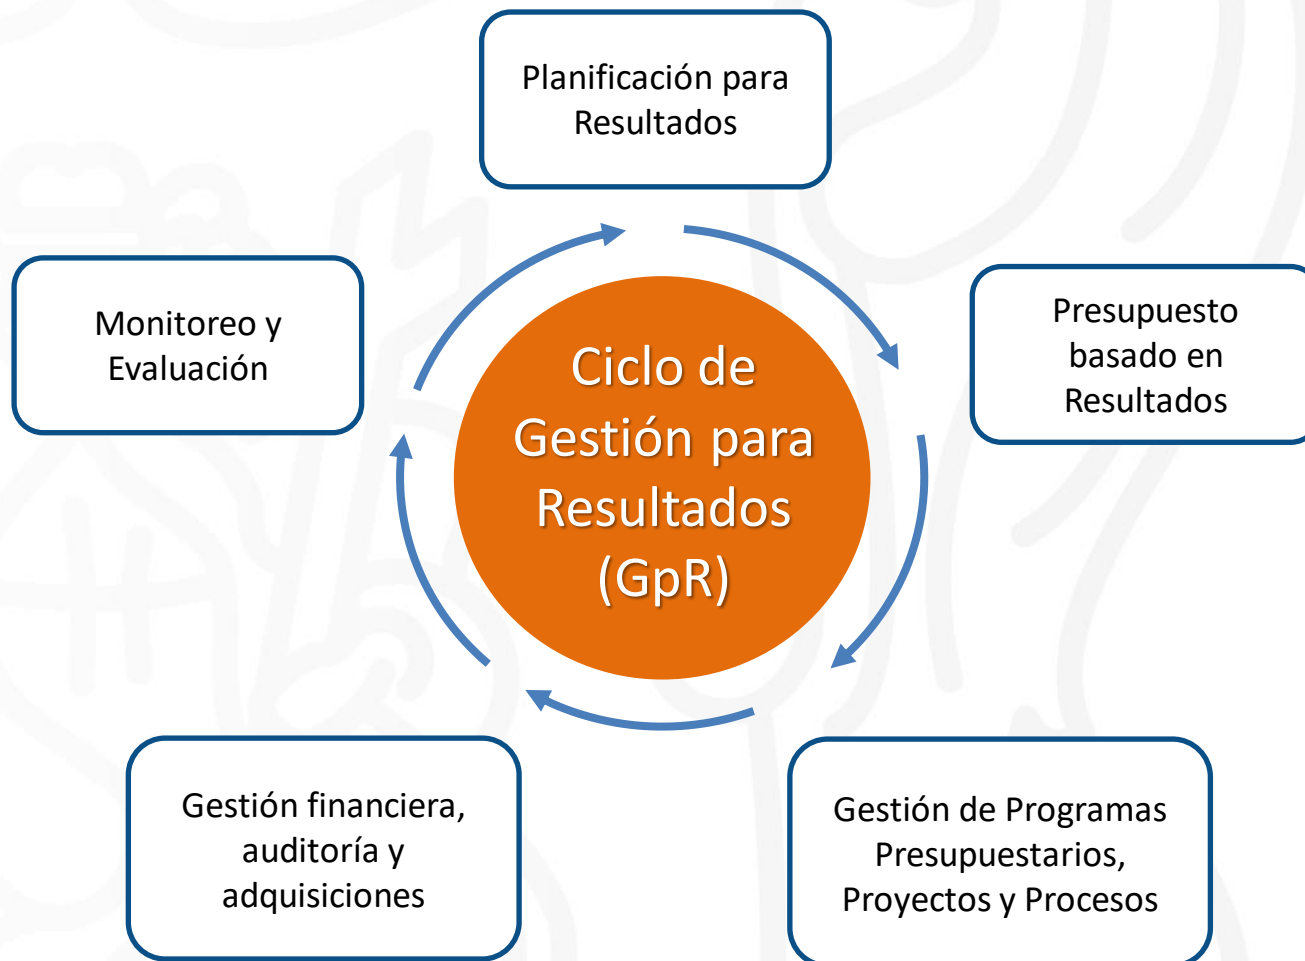 Planificación para
Resultados
Monitoreo y
Evaluación
Presupuesto
basado en
Resultados
Ciclo de
Gestión para
Resultados
(GpR)
Gestión financiera,
auditoría y
adquisiciones
Gestión de Programas
Presupuestarios,
Proyectos y Procesos